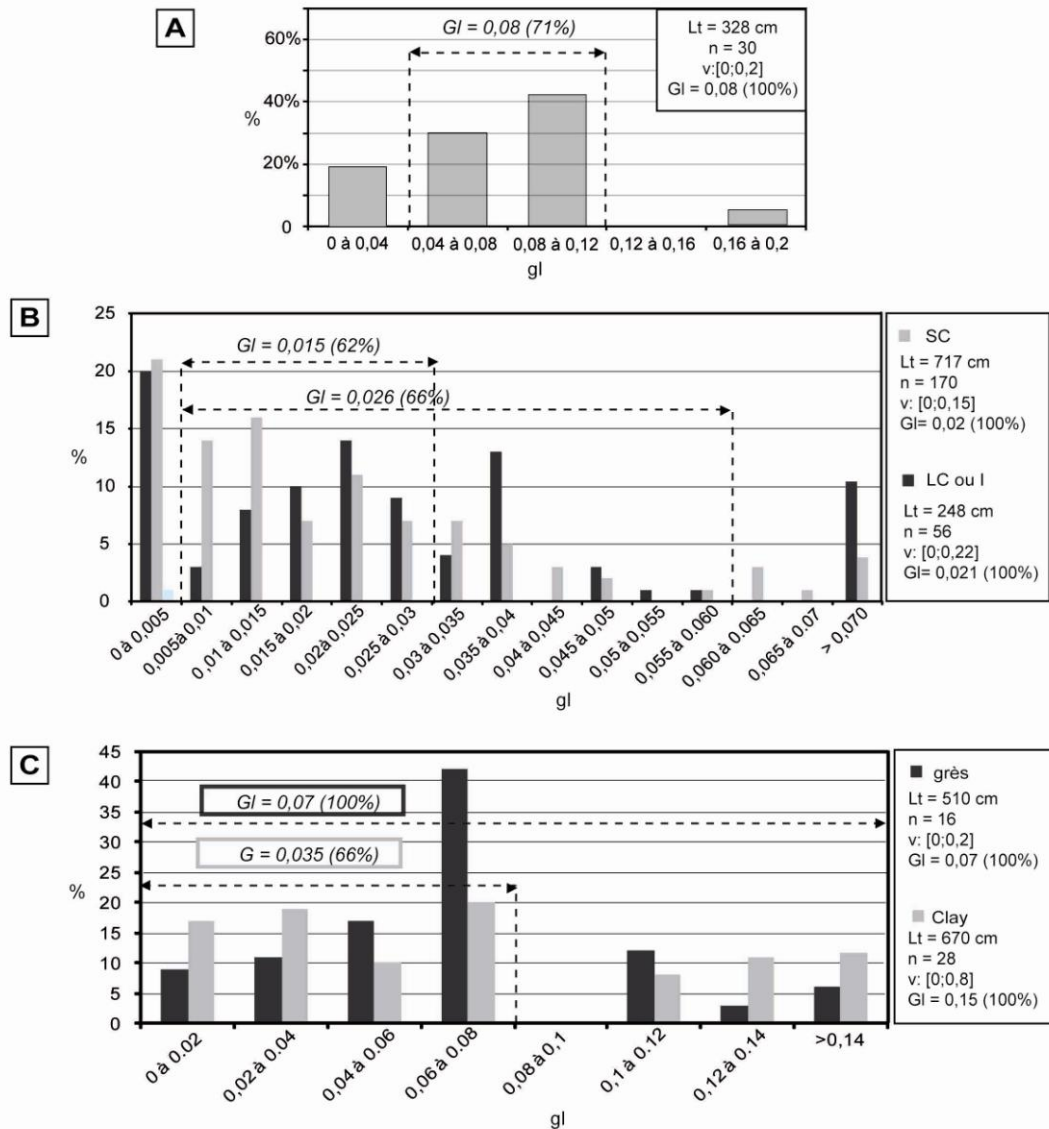 A
Gl = 0,08 (71%)
Lt = 328 cm
n = 30
v:[0;0,2]
Gl = 0,08 (100%)
60%
40%
20%
0
%
0 à 0,04
0,04 à 0,08
0,08 à 0,12
0,12 à 0,16
0,16 à 0,2
gl
B
25
20
15
10
5
0
%
Gl = 0,015 (62%)
Gl = 0,026 (66%)
SC
Lt = 717 cm
n = 170
v: [0;0,15]
Gl= 0,02 (100%)
LC ou I
Lt = 248 cm
n = 56
v: [0;0,22]
Gl= 0,021 (100%)
0 à 0,005
0,005à 0,01
0,01 à 0,015
0,015 à 0,02
0,02à 0,025
0,025 à 0,03
0,03 à 0,035
0,035 à 0,04
0,04 à 0,045
0,045 à 0,05
0,05 à 0,055
0,055 à 0.060
0,060 à 0.065
0,065 à 0.07
> 0,070
gl
C
45
40
35
30
25
20
15
10
5
0
%
Gl = 0,07 (100%)
G = 0,035 (66%)
grès
Lt = 510 cm
n = 16
v: [0;0,2]
Gl = 0,07 (100%)
Clay
Lt = 670 cm
n = 28
v: [0;0,8]
Gl = 0,15 (100%)
0 à 0.02
0,02 à 0.04
0,04 à 0.06
0,06 à 0.08
0,08 à 0,1
0,1 à 0.12
0,12 à 0.14
>0,14
gl